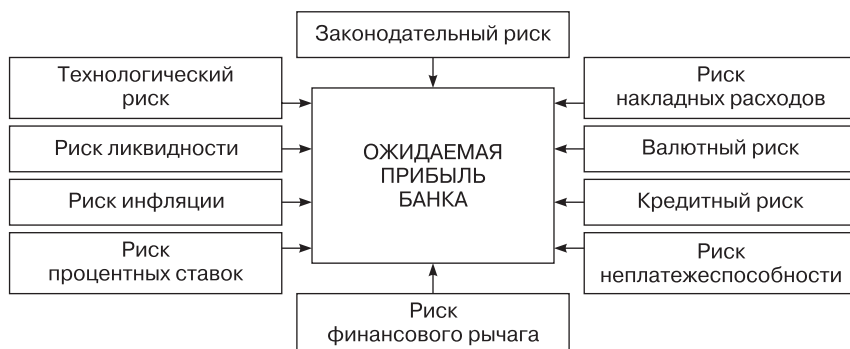 Законодательный риск
Технологический
риск
Риск ликвидности
Риск инфляции
Риск
процентных ставок
ОЖИДАЕМАЯ
ПРИБЫЛЬ
БАНКА
Риск
накладных расходов
Валютный риск
Кредитный риск
Риск
неплатежеспособности
Риск
финансового рычага